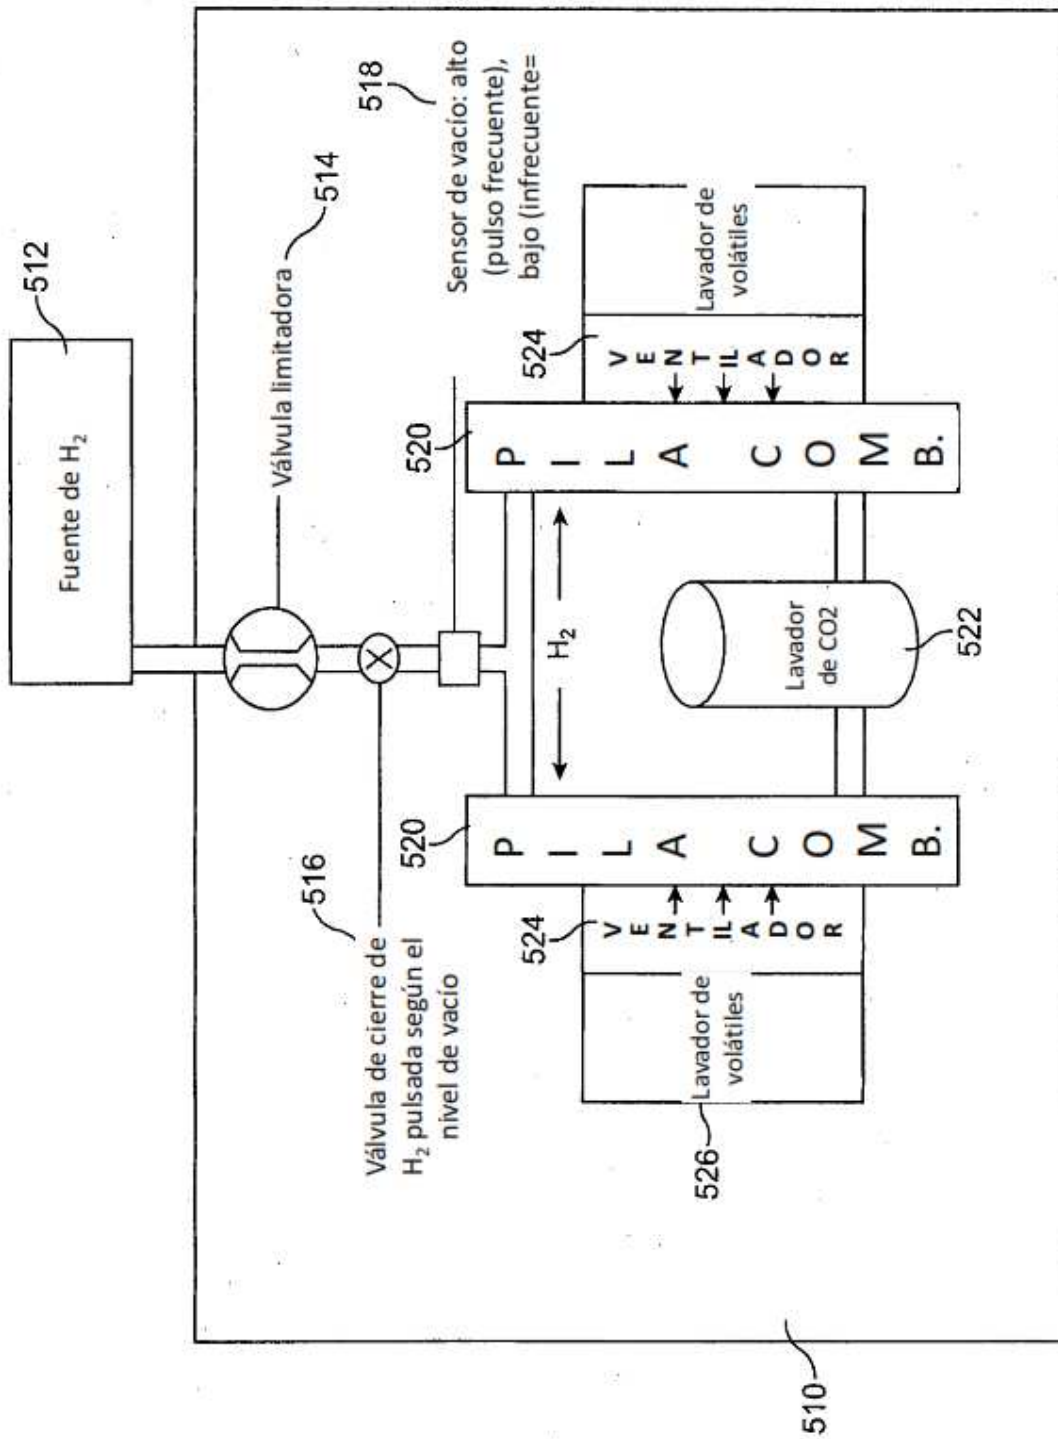 512
Fuente de H₂
514
Válvula limitadora
518
Sensor de vacío: alto
(pulso frecuente),
bajo (infrecuente=
516
Válvula de cierre de
H₂ pulsada según el
nivel de vacío
520
520
PILA COMB.
PILA COMB.
H₂
524
524
VENTILADOR
VENTILADOR
Lavador de
volátiles
Lavador de
volátiles
526
Lavador
de CO2
522
510